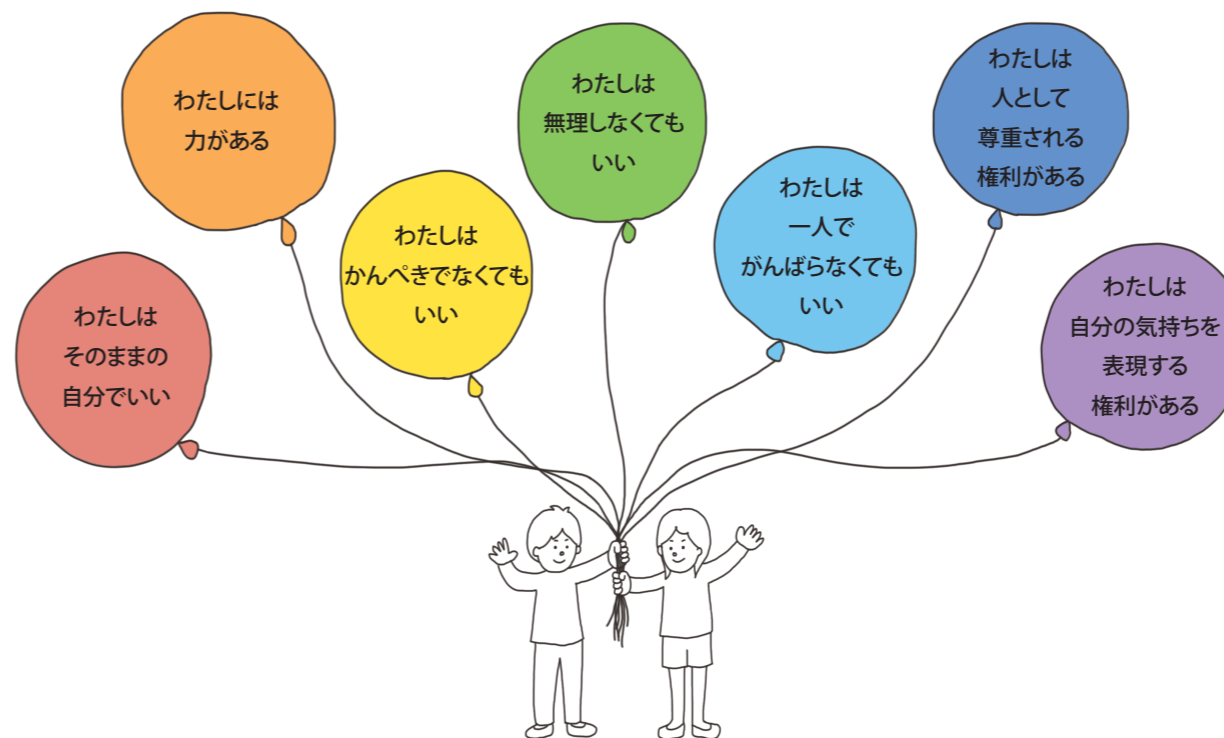 わたしは
そのままの
自分でいい
わたしには
力がある
わたしは
かんぺきでなくても
いい
わたしは
無理しなくても
いい
わたしは
一人で
がんばらなくても
いい
わたしは
人として
尊重される
権利がある
わたしは
自分の気持ちを
表現する
権利がある